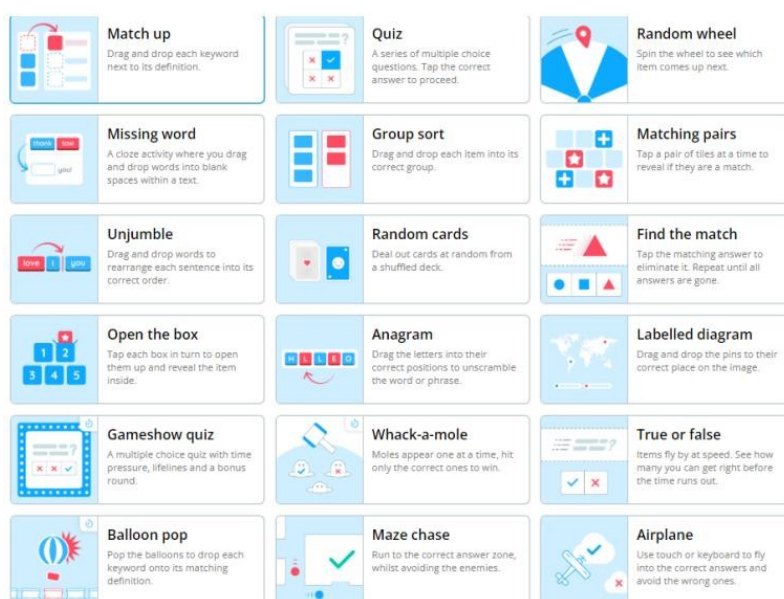 Match up
Drag and drop each keyword
next to its definition.
Quiz
A series of multiple choice
questions. Tap the correct
answer to proceed.
Random wheel
Spin the wheel to see which
item comes up next.
Missing word
A cloze activity where you drag
and drop words into blank
spaces within a text.
thank
you!
Group sort
Drag and drop each item into its
correct group.
Matching pairs
Tap a pair of tiles at a time to
reveal if they are a match.
Unjumble
Drag and drop words to
rearrange each sentence into its
correct order.
love I you
Random cards
Deal out cards at random from
a shuffled deck.
Find the match
Tap the matching answer to
eliminate it. Repeat until all
answers are gone.
Open the box
Tap each box in turn to open
them up and reveal the item
inside.
1 2
3 4 5
Anagram
Drag the letters into their
correct positions to unscramble
the word or phrase.
H L L E O
Labelled diagram
Drag and drop the pins to their
correct place on the image.
Gameshow quiz
A multiple choice quiz with time
pressure, lifelines and a bonus
round.
?
Whack-a-mole
Moles appear one at a time, hit
only the correct ones to win.
True or false
Items fly by at speed. See how
many you can get right before
the time runs out.
?
Balloon pop
Pop the balloons to drop each
keyword onto its matching
definition.
Maze chase
Run to the correct answer zone,
whilst avoiding the enemies.
Airplane
Use touch or keyboard to fly
into the correct answers and
avoid the wrong ones.